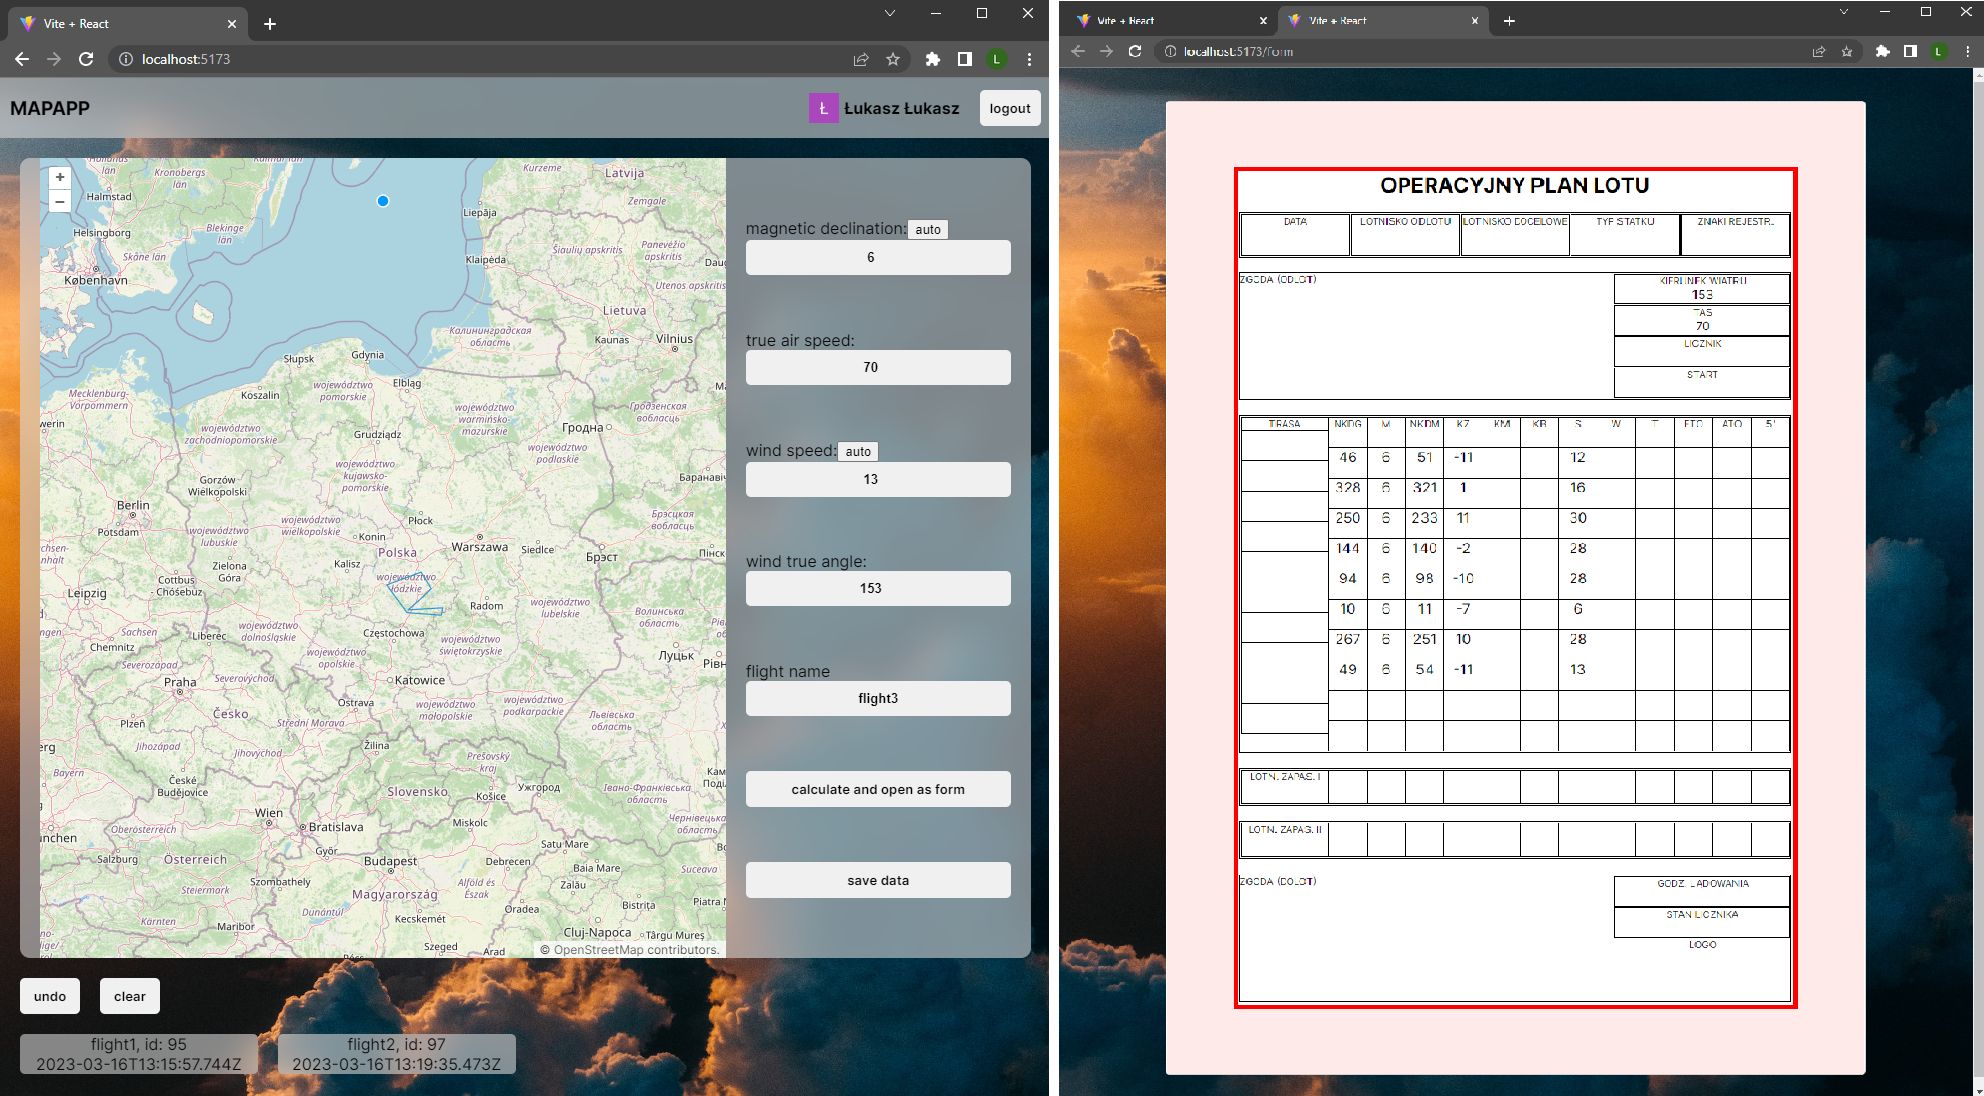 Vite + React
localhost:5173
L
MAPAPP
Ł
Łukasz Łukasz
logout
+
−
Halmstad
Kronobergs
län
Kurzeme
Latvija
Zemgale
Helsingborg
Blekinge
län
Skåne län
Liepāja
Šiaulių apskritis
Panevėžio
apskritis
København
Klaipėda
Utenos apskritis
Lietuva
Калининградская
область
Kaunas
Vilnius
Słupsk
Gdynia
Elbląg
Mecklenburg-
Vorpommern
Koszalin
województwo
pomorskie
województwo
warmińsko-
mazurskie
Гродзенская
вобласць
województwo
zachodniopomorskie
Grudziądz
Гродна
województwo
kujawsko-
pomorskie
województwo
podlaskie
Gorzów
Wielkopolski
Berlin
Potsdam
województwo
lubuskie
województwo
wielkopolskie
Płock
Konin
Брэсцкая
вобласць
Polska
Warszawa
Siedlce
Брэст
Пінск
Zielona
Góra
Kalisz
Cottbus
- Chóśebuz
województwo
łódzkie
Leipzig
Radom
województwo
lubelskie
Волинська
область
Sachsen
Chemnitz
Liberec
województwo
dolnośląskie
Częstochowa
województwo
świętokrzyskie
województwo
opolskie
Луцьк
Severozápad
Praha
Katowice
Ostrava
województwo
małopolskie
województwo
podkarpackie
Львівська
область
Plzeň
Česko
Střední Morava
Jihozápad
Jihovýchod
Žilina
Prešovský
kraj
Bayern
České
Budějovice
Slovensko
Košice
Ужгород
Івано-Франківська
область
Wien
Bratislava
Miskolc
Чернівецька
область
Oberösterreich
Salzburg
Österreich
Győr
Budapest
Satu Mare
Debrecen
Baia Mare
Zalău
Suceava
Steiermark
Szombathely
Magyarország
Alföld és
Észak
Oradea
Bistrița
Piatra N
Kärnten
Maribor
Dunántúl
Kecskemét
Cluj-Napoca
Târgu Mureș
Szeged
Arad
© OpenStreetMap contributors.
magnetic declination:
auto
6
true air speed:
70
wind speed:
auto
13
wind true angle:
153
flight name
flight3
calculate and open as form
save data
undo
clear
flight1, id: 95
2023-03-16T13:15:57.744Z
flight2, id: 97
2023-03-16T13:19:35.473Z
Vite + React
Vite + React
localhost:5173/form
L
OPERACYJNY PLAN LOTU
DATA LOTNISKO ODLOTU LOTNISKO DOCELOWE TYP STATKU ZNAKI REJESTR.
ZGODA (ODLOT)
KIERUNEK WIATRU
153
TAS
70
LICZNIK
START
TRASA NKDG M NKDM KZ KM KB S W T ETO ATO 5'
46 6 51 -11 12
328 6 321 1 16
250 6 233 11 30
144 6 140 -2 28
94 6 98 -10 28
10 6 11 -7 6
267 6 251 10 28
49 6 54 -11 13
LOTN. ZAPAS. I
LOTN. ZAPAS. II
ZGODA (DOLOT)
GODZ. LĄDOWANIA
STAN LICZNIKA
LOGO